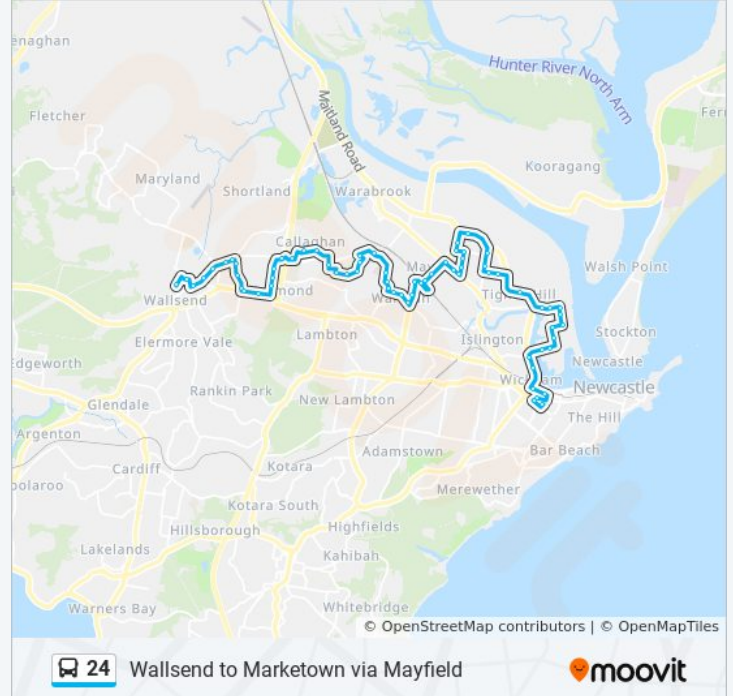 enaghan
Hunter River North Arm
Fletcher
Maitland Road
Fern
Kooragang
Maryland
Shortland
Warabrook
Callaghan
Walsh Point
Wallsend
Elermore Vale
Lambton
Islington
Stockton
Newcastle
Edgeworth
Rankin Park
Newcastle
Glendale
New Lambton
The Hill
Argenton
Adamstown
Bar Beach
Cardiff
Kotara
Merewether
Kotara South
Hillsborough
Highfields
Lakelands
Kahibah
Warners Bay
Whitebridge
© OpenStreetMap contributors | © OpenMapTiles
24 Wallsend to Marketown via Mayfield
moovit